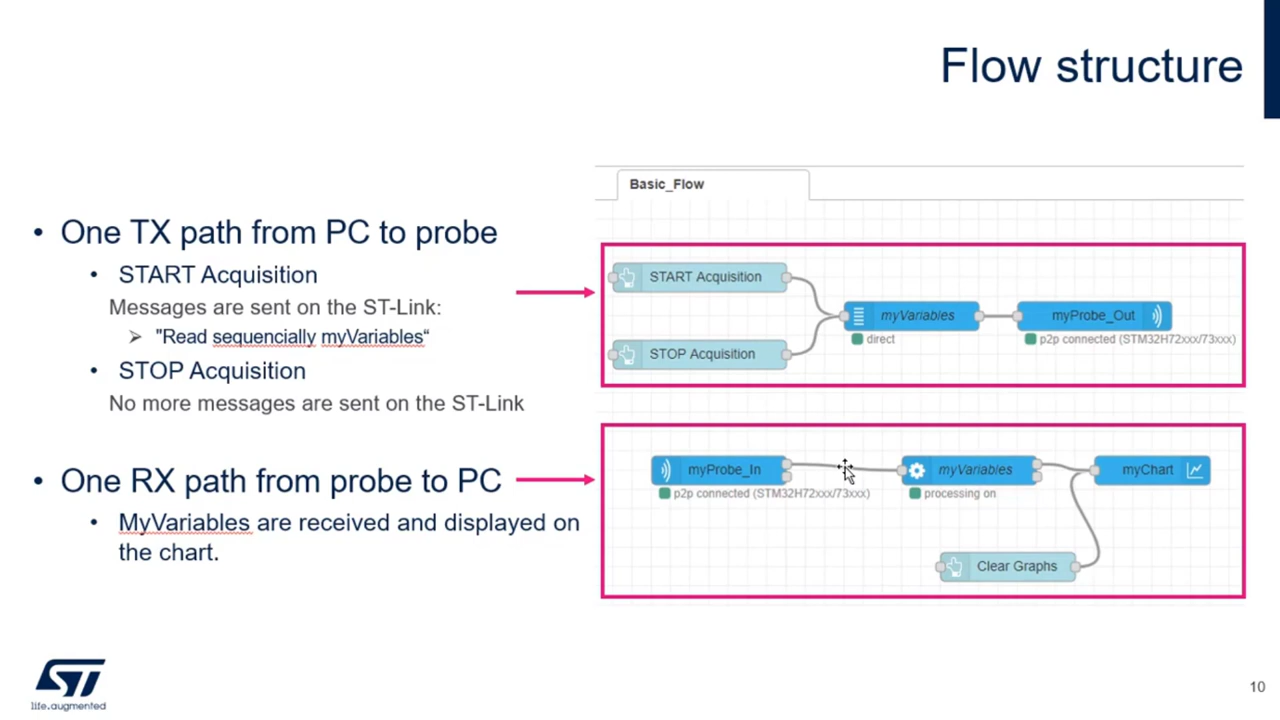 Flow structure
• One TX path from PC to probe
• START Acquisition
Messages are sent on the ST-Link:
➢ "Read sequencially myVariables“
• STOP Acquisition
No more messages are sent on the ST-Link
• One RX path from probe to PC
• MyVariables are received and displayed on
the chart.
Basic_Flow
START Acquisition
STOP Acquisition
myVariables
direct
myProbe_Out
p2p connected (STM32H72xxx/73xxx)
myProbe_In
p2p connected (STM32H72xxx/73xxx)
myVariables
processing on
myChart
Clear Graphs
ST
life.augmented
10